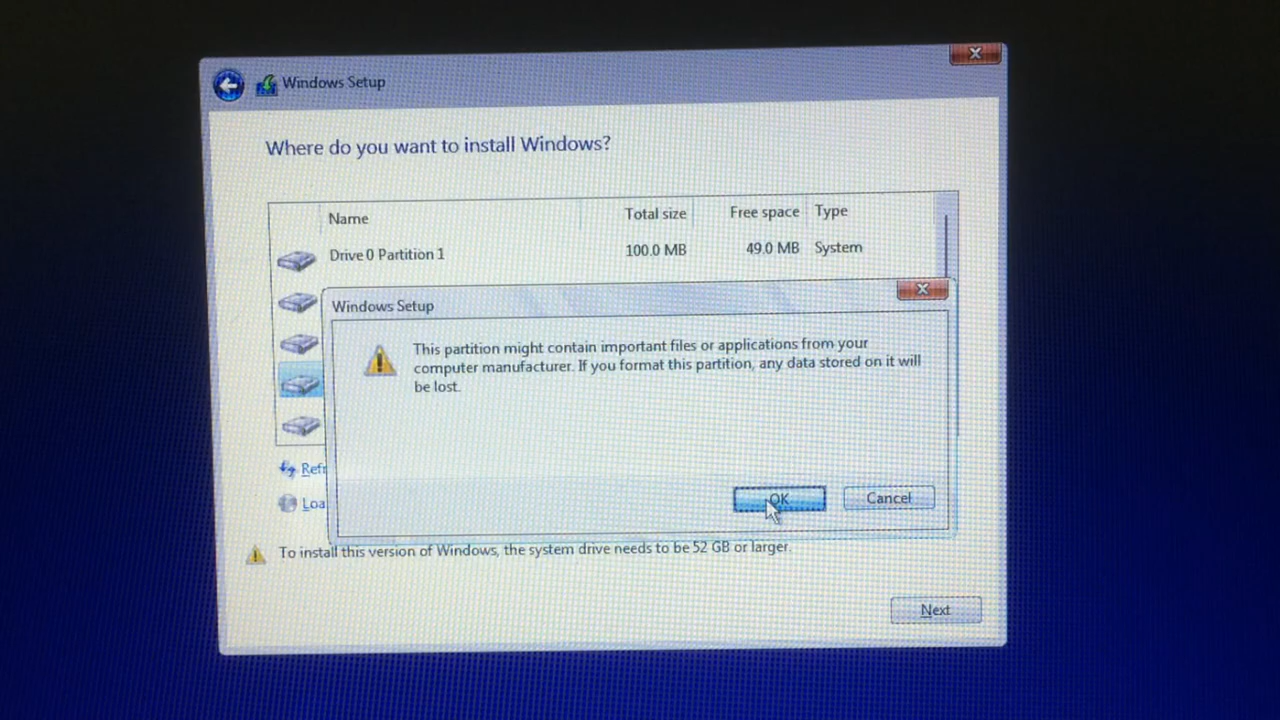 Windows Setup
Where do you want to install Windows?
Name Total size Free space Type
Drive 0 Partition 1 100.0 MB 49.0 MB System
Windows Setup
This partition might contain important files or applications from your
computer manufacturer. If you format this partition, any data stored on it will
be lost.
OK Cancel
Refr
Loa
To install this version of Windows, the system drive needs to be 52 GB or larger.
Next